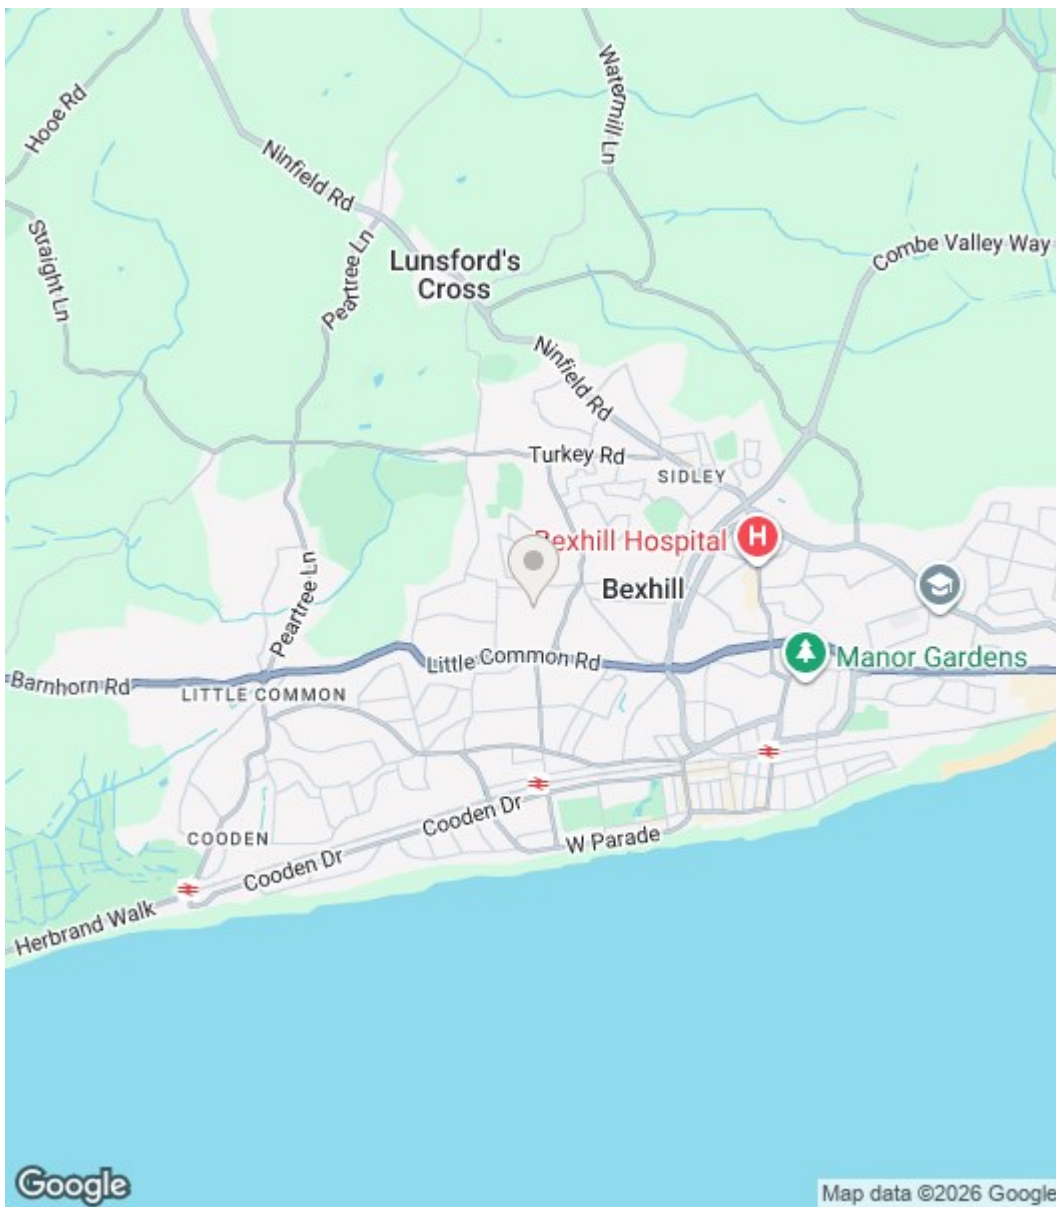 Hooe Rd
Ninfield Rd
Watermill Ln
Straight Ln
Peartree Ln
Lunsford's
Cross
Combe Valley Way
Ninfield Rd
Turkey Rd
SIDLEY
Bexhill Hospital
H
Bexhill
Peartree Ln
Little Common Rd
Manor Gardens
Barnhorn Rd
LITTLE COMMON
Cooden Dr
W Parade
COODEN
Cooden Dr
Herbrand Walk
Google
Map data ©2026 Google